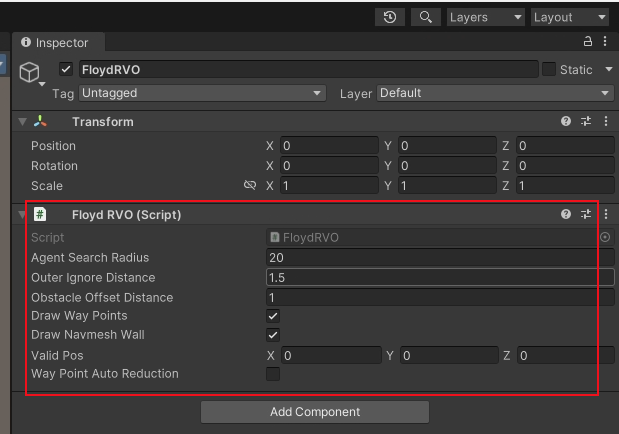 Layers Layout
Inspector
FloydRVO Static
Tag Untagged Layer Default
Transform
Position X 0 Y 0 Z 0
Rotation X 0 Y 0 Z 0
Scale X 1 Y 1 Z 1
# Floyd RVO (Script)
Script # FloydRVO
Agent Search Radius 20
Outer Ignore Distance 1.5
Obstacle Offset Distance 1
Draw Way Points
Draw Navmesh Wall
Valid Pos X 0 Y 0 Z 0
Way Point Auto Reduction
Add Component